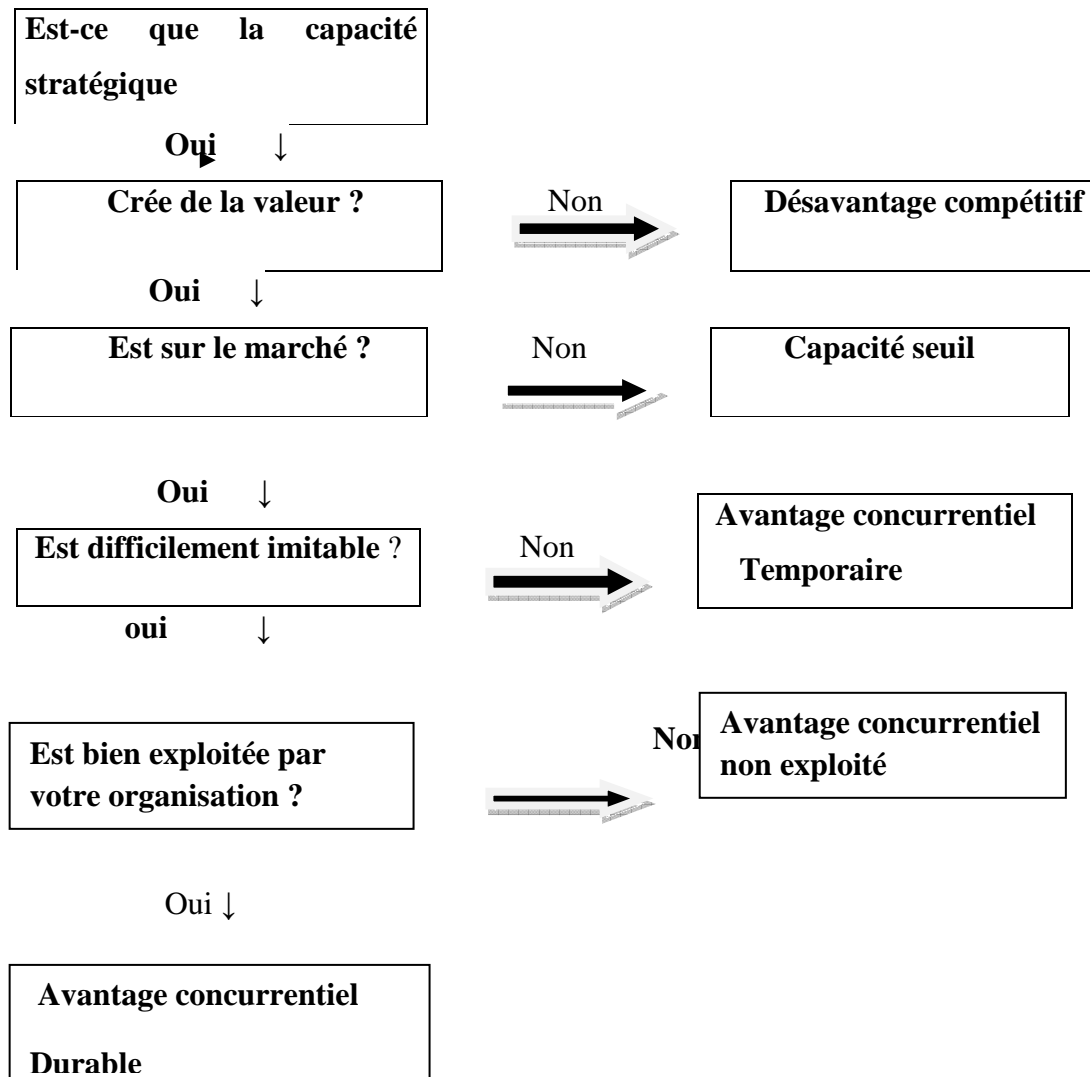 Est-ce que la capacité
stratégique
Oui ↓
Crée de la valeur ?
Non
Désavantage compétitif
Oui ↓
Est sur le marché ?
Non
Capacité seuil
Oui ↓
Est difficilement imitable ?
Non
Avantage concurrentiel
Temporaire
oui ↓
Est bien exploitée par
votre organisation ?
Non
Avantage concurrentiel
non exploité
Oui ↓
Avantage concurrentiel
Durable